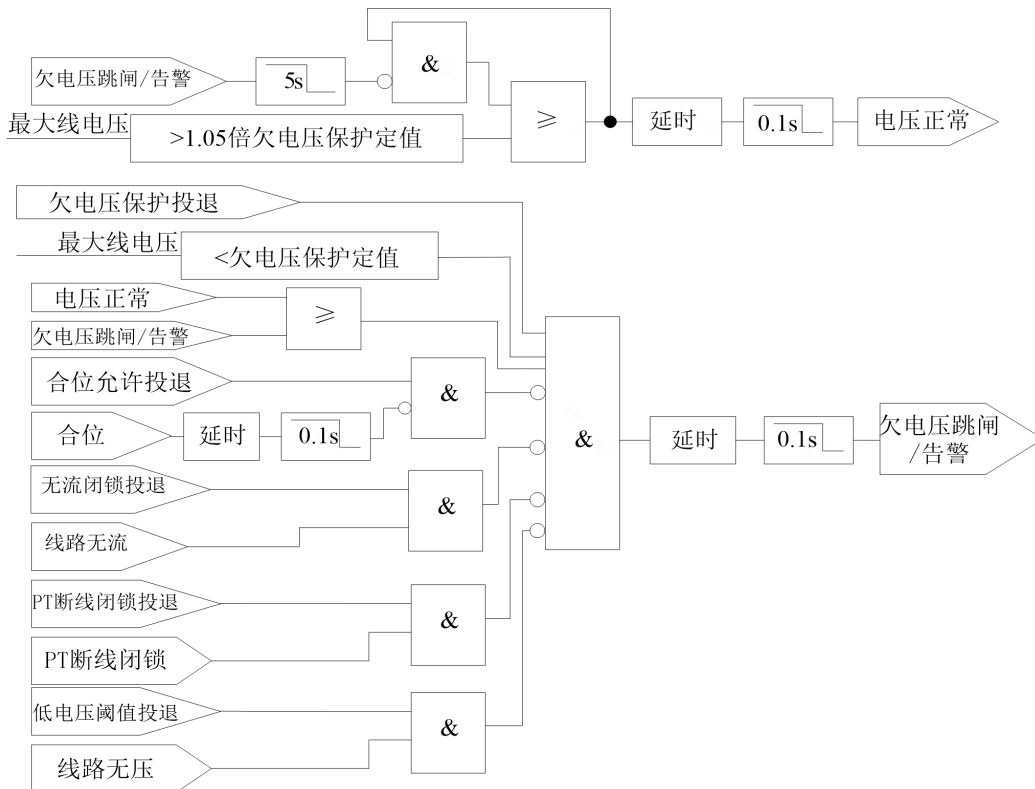 欠电压跳闸/告警
5s
&
≥
延时
0.1s
电压正常
最大线电压
>1.05倍欠电压保护定值
欠电压保护投退
最大线电压
<欠电压保护定值
电压正常
≥
欠电压跳闸/告警
合位允许投退
&
合位
延时
0.1s
&
延时
0.1s
欠电压跳闸
/告警
无流闭锁投退
&
线路无流
PT断线闭锁投退
&
PT断线闭锁
低电压阈值投退
&
线路无压